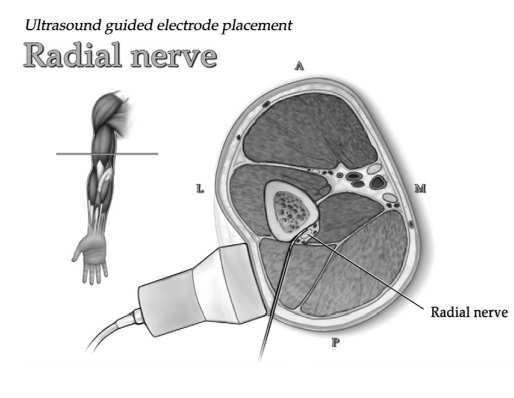 Ultrasound guided electrode placement
Radial nerve
A
L
M
Radial nerve
P